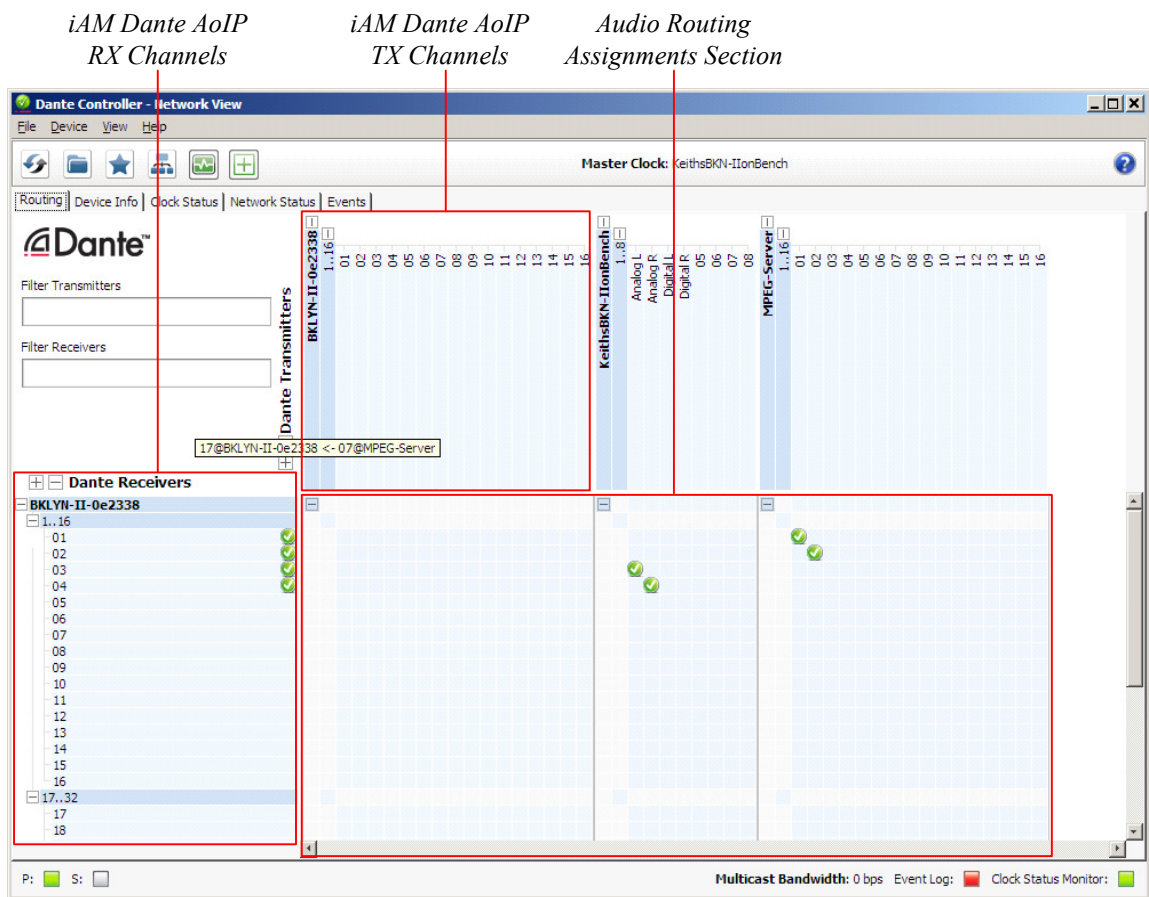 iAM Dante AoIP
RX Channels
iAM Dante AoIP
TX Channels
Audio Routing
Assignments Section
Dante Controller - Network View
File Device View Help
Master Clock: KeithsBKN-IIonBench
Routing Device Info Clock Status Network Status Events
Dante™
Filter Transmitters
Filter Receivers
Dante Transmitters
BKLYN-II-0e2338
1..16
01
02
03
04
05
06
07
08
09
10
11
12
13
14
15
16
KeithsBKN-IIonBench
1..8
Analog L
Analog R
Digital L
Digital R
05
06
07
08
MPEG-Server
1..16
01
02
03
04
05
06
07
08
09
10
11
12
13
14
15
16
17@BKLYN-II-0e2338 <- 07@MPEG-Server
Dante Receivers
BKLYN-II-0e2338
1..16
01
02
03
04
05
06
07
08
09
10
11
12
13
14
15
16
17..32
17
18
P: S:
Multicast Bandwidth: 0 bps Event Log: Clock Status Monitor: